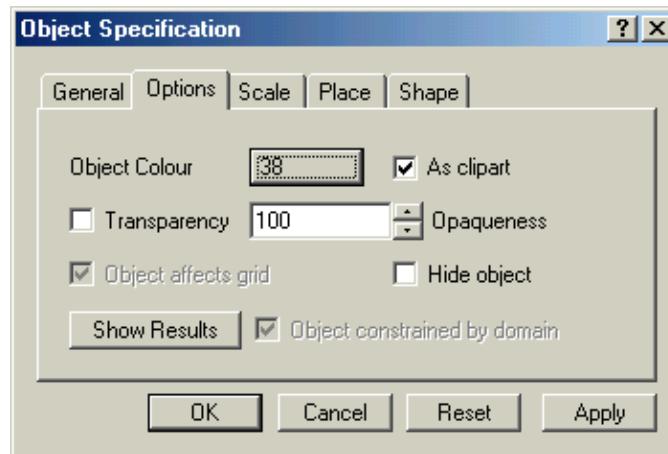 Object Specification ? X
General Options Scale Place Shape
Object Colour 38 As clipart
Transparency 100 Opaqueness
Object affects grid Hide object
Show Results Object constrained by domain
OK Cancel Reset Apply